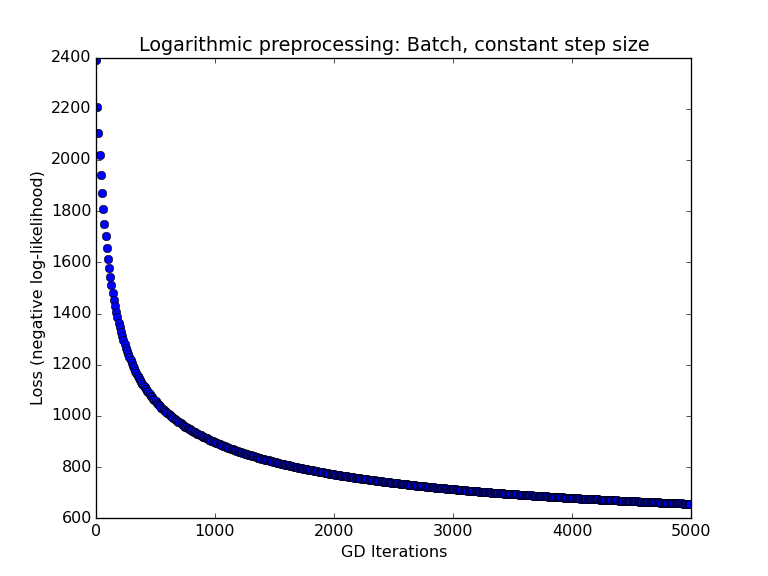 Logarithmic preprocessing: Batch, constant step size
2400
2200
2000
1800
1600
1400
1200
1000
800
600
Loss (negative log-likelihood)
0 1000 2000 3000 4000 5000
GD Iterations